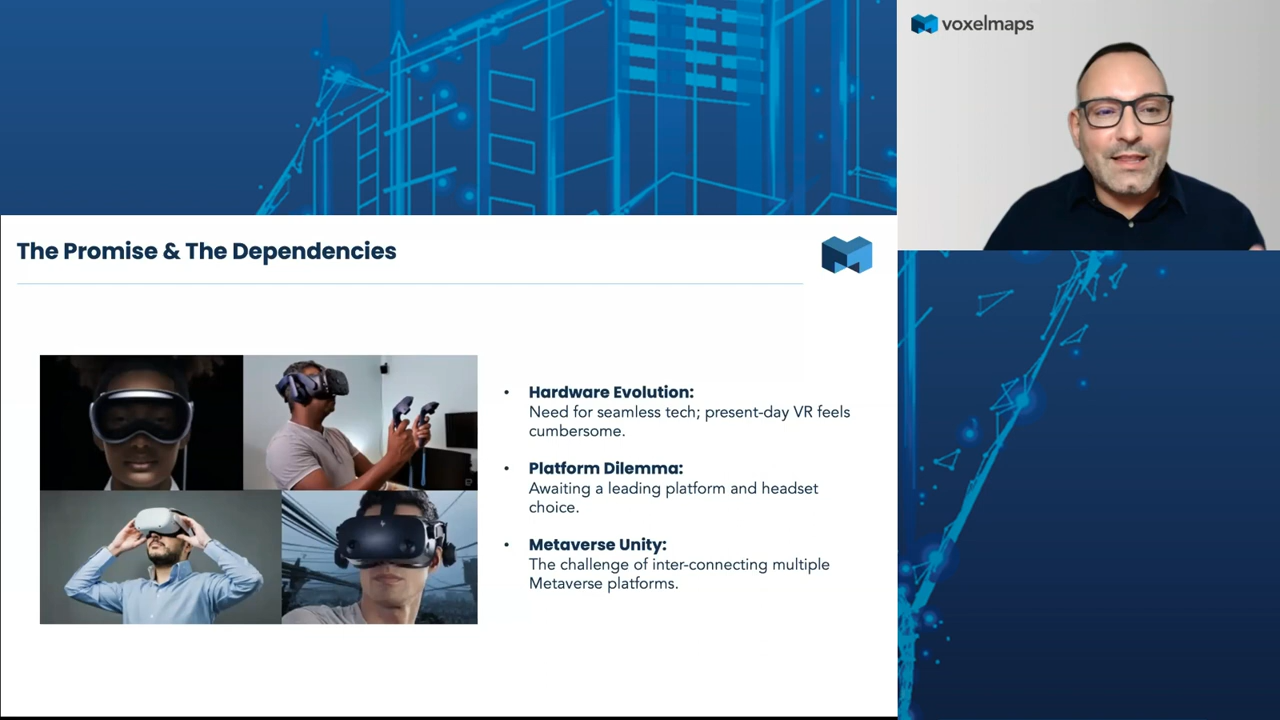 voxelmaps
The Promise & The Dependencies
• Hardware Evolution:
Need for seamless tech; present-day VR feels
cumbersome.
• Platform Dilemma:
Awaiting a leading platform and headset
choice.
• Metaverse Unity:
The challenge of inter-connecting multiple
Metaverse platforms.